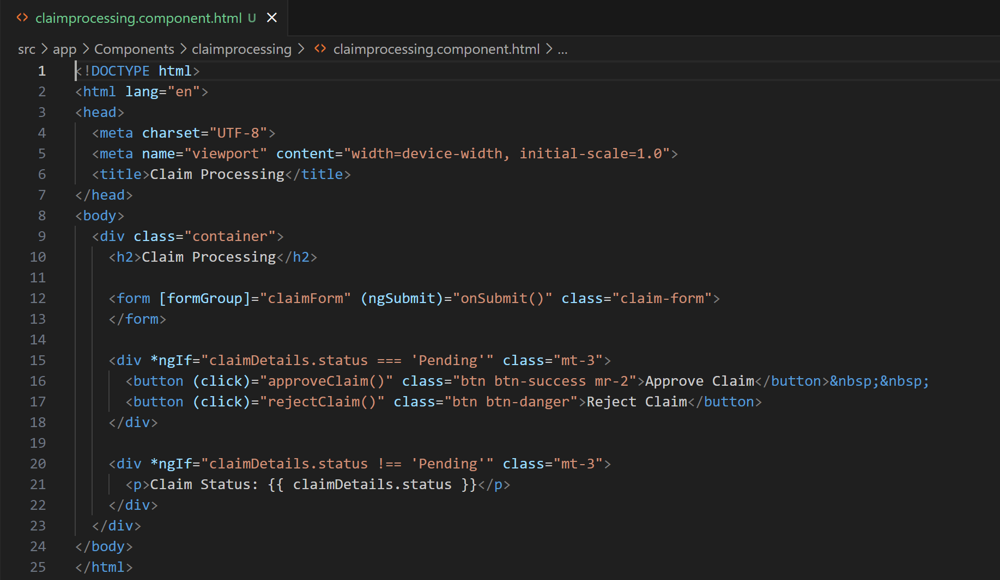 claimprocessing.component.html U
src > app > Components > claimprocessing > claimprocessing.component.html > ...
1 <!DOCTYPE html>
2 <html lang="en">
3 <head>
4   <meta charset="UTF-8">
5   <meta name="viewport" content="width=device-width, initial-scale=1.0">
6   <title>Claim Processing</title>
7 </head>
8 <body>
9   <div class="container">
10     <h2>Claim Processing</h2>
11
12     <form [formGroup]="claimForm" (ngSubmit)="onSubmit()" class="claim-form">
13     </form>
14
15     <div *ngIf="claimDetails.status === 'Pending'" class="mt-3">
16       <button (click)="approveClaim()" class="btn btn-success mr-2">Approve Claim</button>&nbsp;&nbsp;
17       <button (click)="rejectClaim()" class="btn btn-danger">Reject Claim</button>
18     </div>
19
20     <div *ngIf="claimDetails.status !== 'Pending'" class="mt-3">
21       <p>Claim Status: {{ claimDetails.status }}</p>
22     </div>
23   </div>
24 </body>
25 </html>